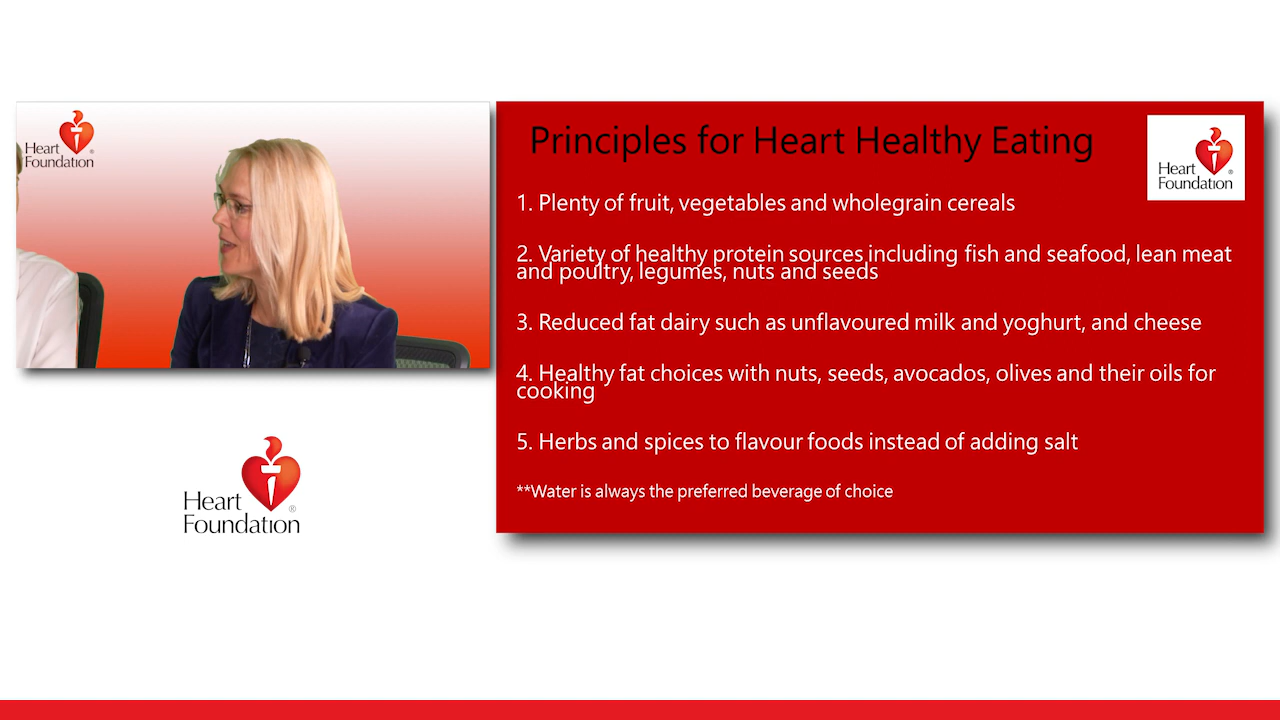 Heart
Foundation
Principles for Heart Healthy Eating
Heart
Foundation
1. Plenty of fruit, vegetables and wholegrain cereals
2. Variety of healthy protein sources including fish and seafood, lean meat
and poultry, legumes, nuts and seeds
3. Reduced fat dairy such as unflavoured milk and yoghurt, and cheese
4. Healthy fat choices with nuts, seeds, avocados, olives and their oils for
cooking
5. Herbs and spices to flavour foods instead of adding salt
**Water is always the preferred beverage of choice
Heart
Foundation®